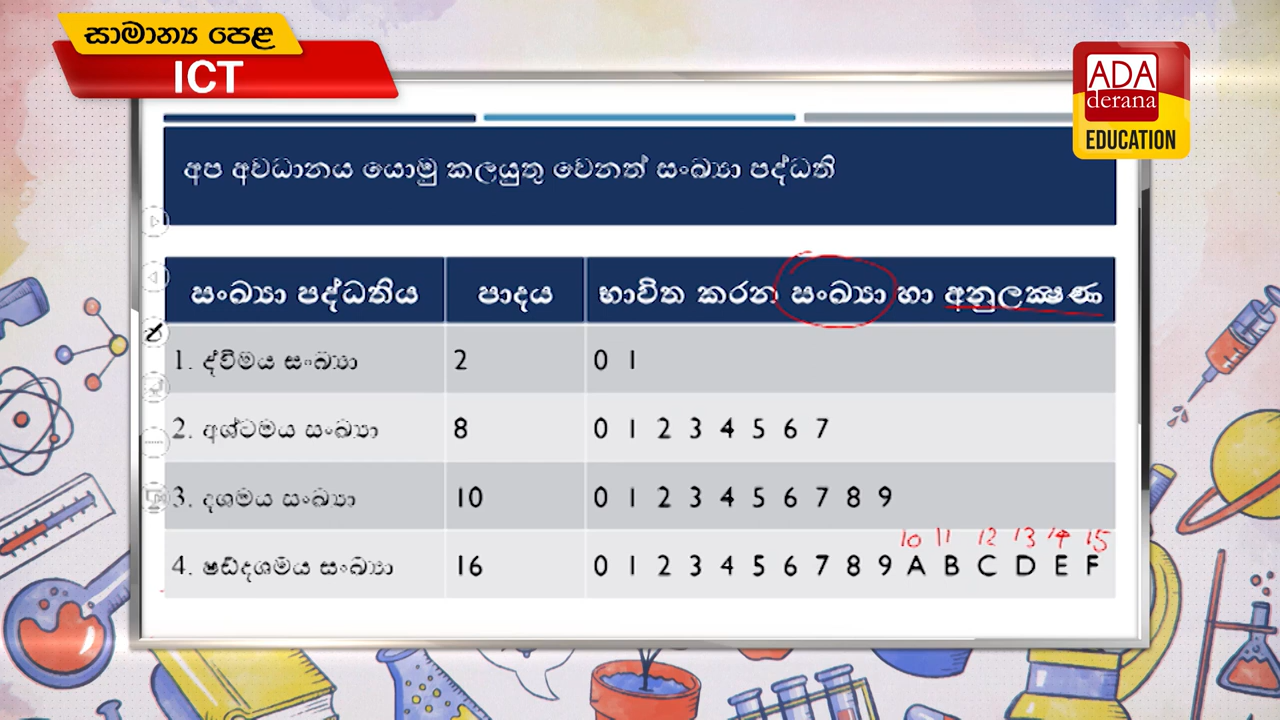 සාමාන්‍ය පෙළ
ICT
ADA
derana
EDUCATION
අප අවධානය යොමු කලයුතු වෙනත් සංඛ්‍යා පද්ධති
සංඛ්‍යා පද්ධතිය පාදය භාවිත කරන සංඛ්‍යා හා අනුලක්ෂණ
1. ද්වීමය සංඛ්‍යා 2 0 1
2. අශ්ටමය සංඛ්‍යා 8 0 1 2 3 4 5 6 7
3. දශමය සංඛ්‍යා 10 0 1 2 3 4 5 6 7 8 9
10 11 12 13 14 15
4. ෂඩ්දශමය සංඛ්‍යා 16 0 1 2 3 4 5 6 7 8 9 A B C D E F